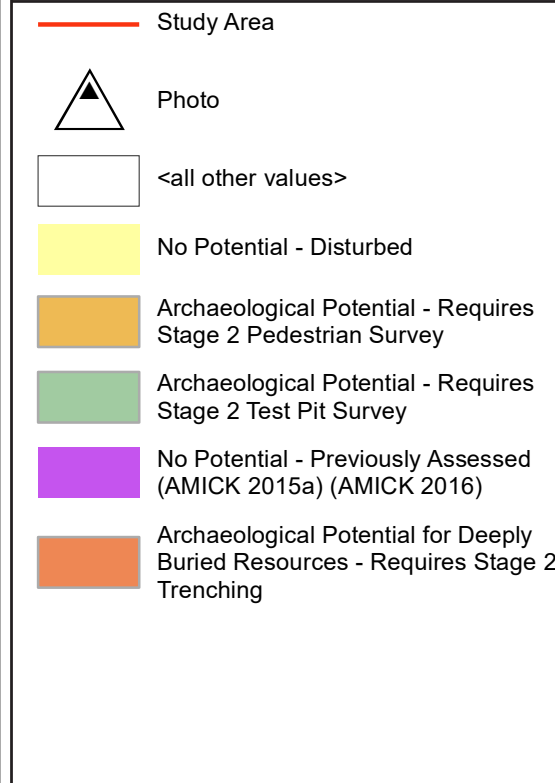 Study Area
Photo
<all other values>
No Potential - Disturbed
Archaeological Potential - Requires
Stage 2 Pedestrian Survey
Archaeological Potential - Requires
Stage 2 Test Pit Survey
No Potential - Previously Assessed
(AMICK 2015a) (AMICK 2016)
Archaeological Potential for Deeply
Buried Resources - Requires Stage 2
Trenching